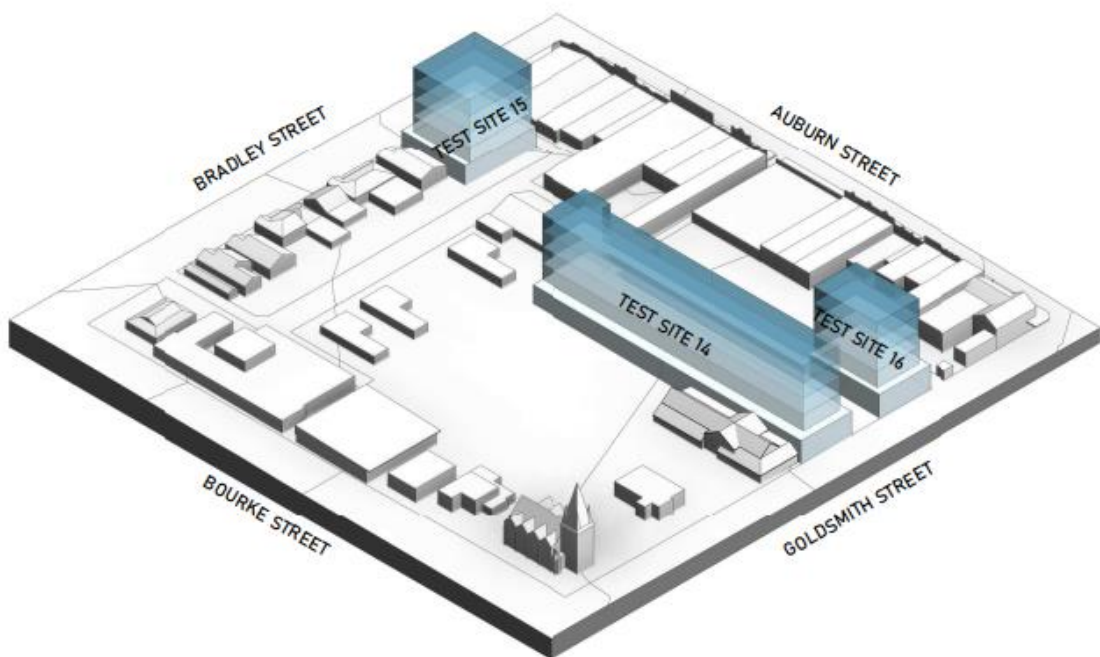 BRADLEY STREET
TEST SITE 15
AUBURN STREET
TEST SITE 14
TEST SITE 16
BOURKE STREET
GOLDSMITH STREET